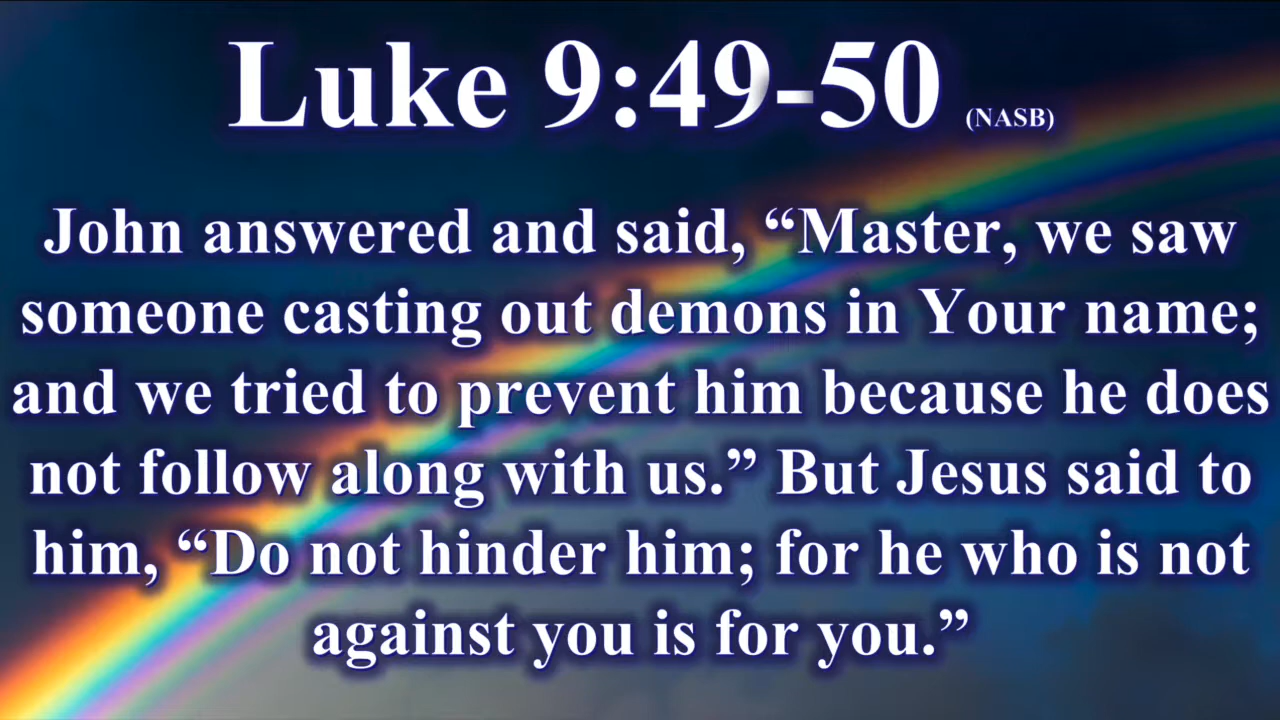 Luke 9:49-50 (NASB)
John answered and said, “Master, we saw
someone casting out demons in Your name;
and we tried to prevent him because he does
not follow along with us.” But Jesus said to
him, “Do not hinder him; for he who is not
against you is for you.”